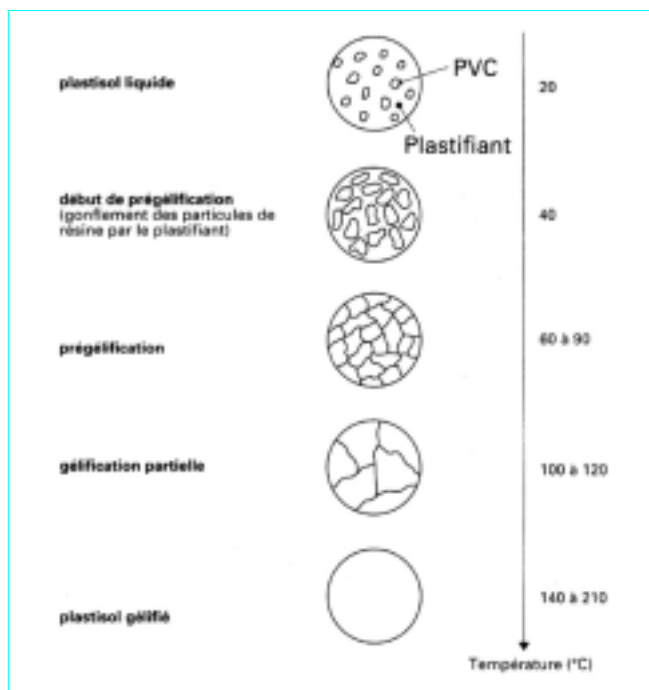 plastisol liquide
PVC
20
Plastifiant
début de prégélification
(gonflement des particules de
résine par le plastifiant)
40
prégélification
60 à 90
gélification partielle
100 à 120
plastisol gélifié
140 à 210
Température (°C)